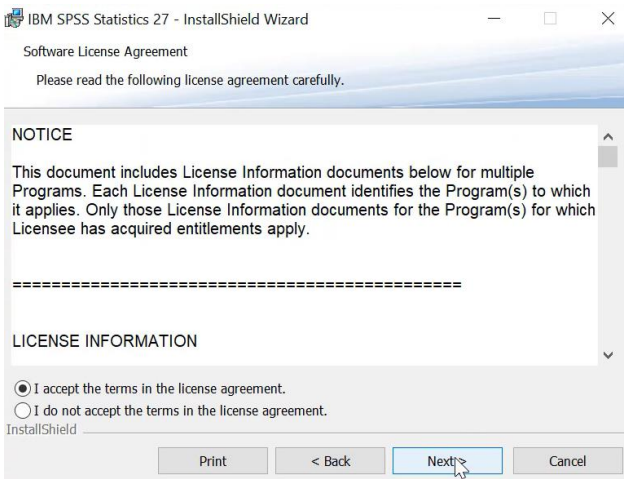 IBM SPSS Statistics 27 - InstallShield Wizard
Software License Agreement
Please read the following license agreement carefully.
NOTICE
This document includes License Information documents below for multiple
Programs. Each License Information document identifies the Program(s) to which
it applies. Only those License Information documents for the Program(s) for which
Licensee has acquired entitlements apply.
==============================================
LICENSE INFORMATION
I accept the terms in the license agreement.
I do not accept the terms in the license agreement.
InstallShield
Print < Back Next > Cancel